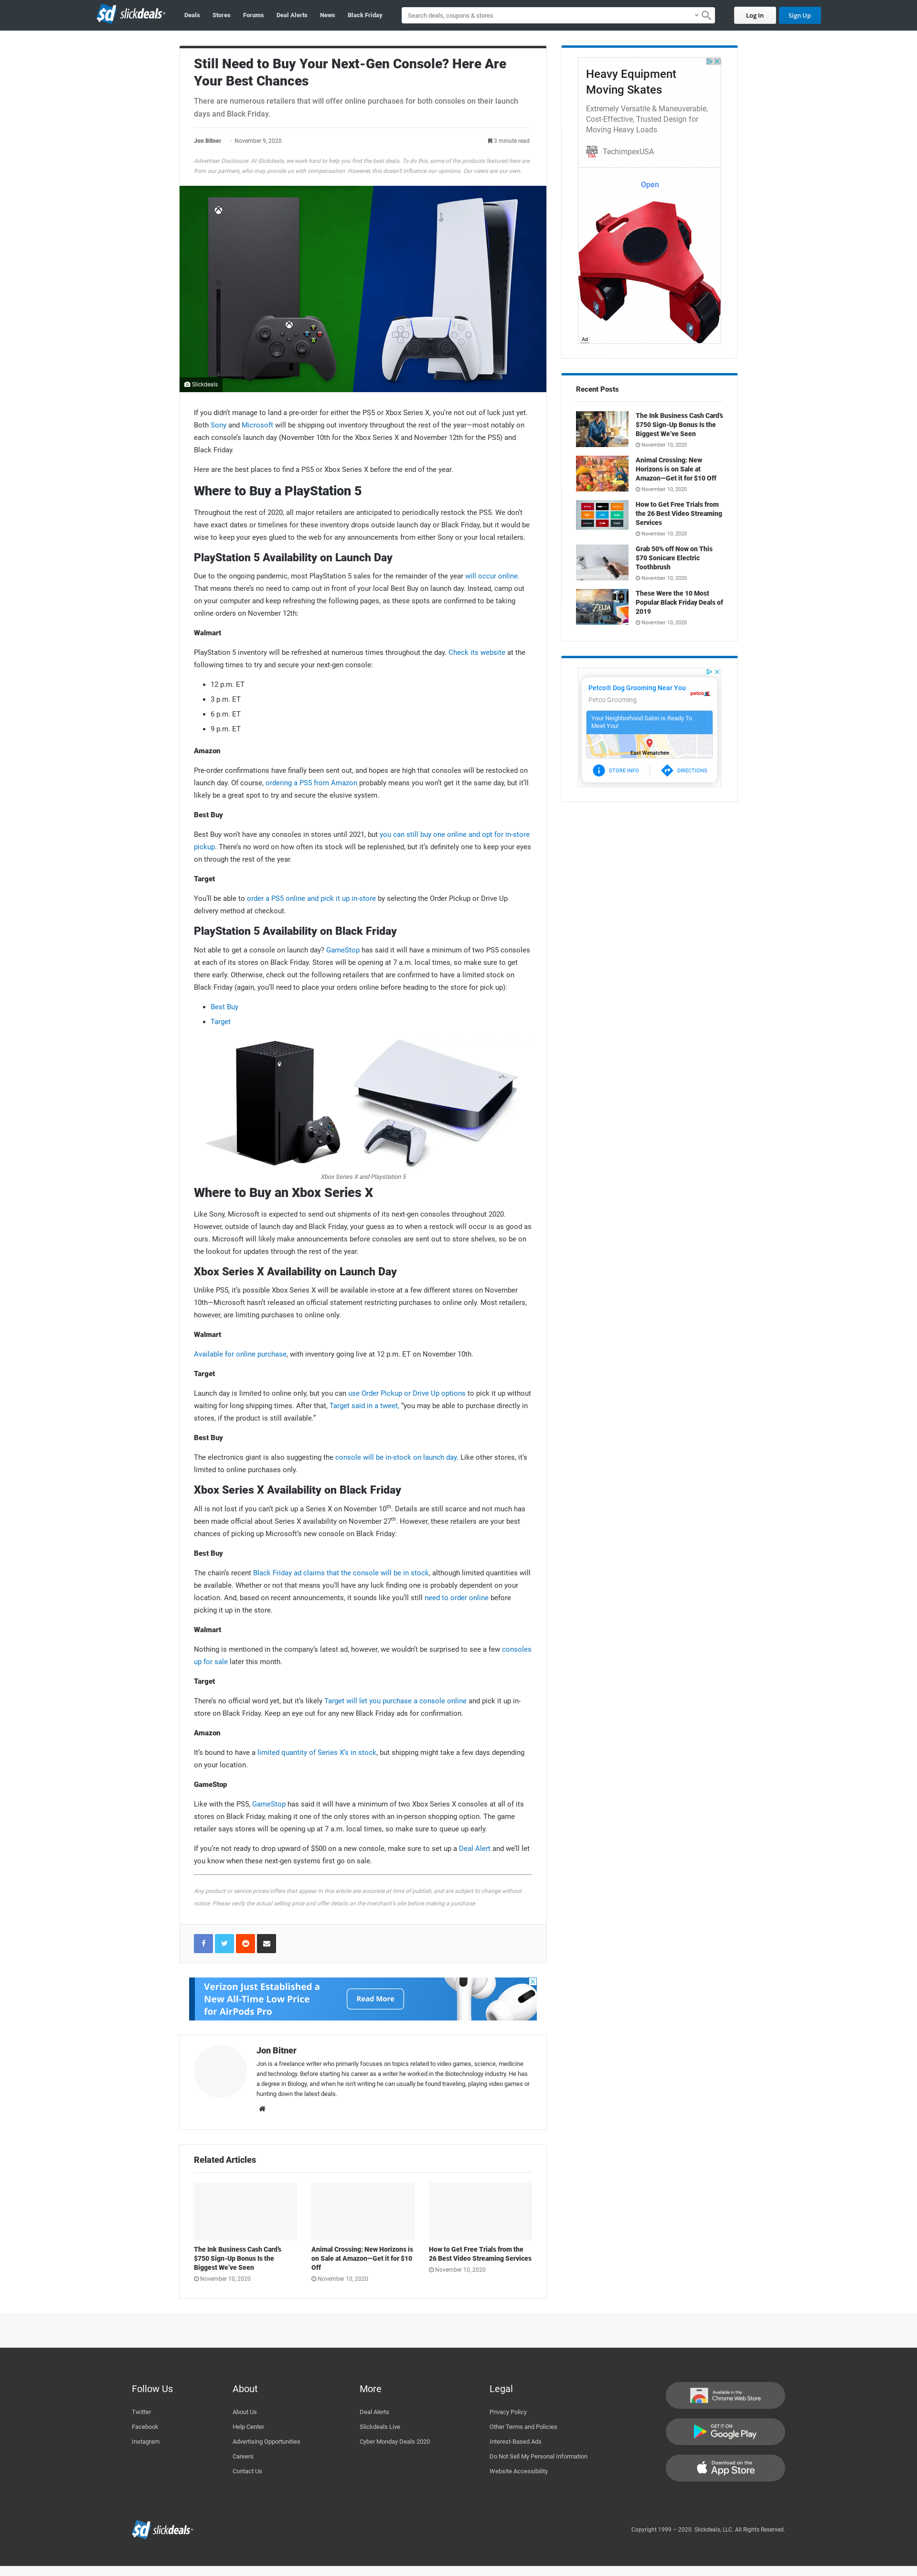 slickdeals
Deals
Stores
Forums
Deal Alerts
News
Black Friday
Search deals, coupons & stores
Log In
Sign Up
Still Need to Buy Your Next-Gen Console? Here Are
Your Best Chances
There are numerous retailers that will offer online purchases for both consoles on their launch
days and Black Friday.
Jon Bitner - November 9, 2020
3 minute read
Advertiser Disclosure: At Slickdeals, we work hard to help you find the best deals. To do this, some of the products featured here are
from our partners, who may provide us with compensation. However, this doesn't influence our opinions. Our views are our own.
Slickdeals
If you didn't manage to land a pre-order for either the PS5 or Xbox Series X, you're not out of luck just yet.
Both Sony and Microsoft will be shipping out inventory throughout the rest of the year—most notably on
each console's launch day (November 10th for the Xbox Series X and November 12th for the PS5) and
Black Friday.
Here are the best places to find a PS5 or Xbox Series X before the end of the year.
Where to Buy a PlayStation 5
Throughout the rest of 2020, all major retailers are anticipated to periodically restock the PS5. We don't
have exact dates or timelines for these inventory drops outside launch day or Black Friday, but it would be
wise to keep your eyes glued to the web for any announcements from either Sony or your local retailers.
PlayStation 5 Availability on Launch Day
Due to the ongoing pandemic, most PlayStation 5 sales for the remainder of the year will occur online.
That means there's no need to camp out in front of your local Best Buy on launch day. Instead, camp out
on your computer and keep refreshing the following pages, as these spots are confirmed to be taking
online orders on November 12th:
Walmart
PlayStation 5 inventory will be refreshed at numerous times throughout the day. Check its website at the
following times to try and secure your next-gen console:
12 p.m. ET
3 p.m. ET
6 p.m. ET
9 p.m. ET
Amazon
Pre-order confirmations have finally been sent out, and hopes are high that consoles will be restocked on
launch day. Of course, ordering a PS5 from Amazon probably means you won't get it the same day, but it'll
likely be a great spot to try and secure the elusive system.
Best Buy
Best Buy won't have any consoles in stores until 2021, but you can still buy one online and opt for in-store
pickup. There's no word on how often its stock will be replenished, but it's definitely one to keep your eyes
on through the rest of the year.
Target
You'll be able to order a PS5 online and pick it up in-store by selecting the Order Pickup or Drive Up
delivery method at checkout.
PlayStation 5 Availability on Black Friday
Not able to get a console on launch day? GameStop has said it will have a minimum of two PS5 consoles
at each of its stores on Black Friday. Stores will be opening at 7 a.m. local times, so make sure to get
there early. Otherwise, check out the following retailers that are confirmed to have a limited stock on
Black Friday (again, you'll need to place your orders online before heading to the store for pick up):
Best Buy
Target
Xbox Series X and Playstation 5
Where to Buy an Xbox Series X
Like Sony, Microsoft is expected to send out shipments of its next-gen consoles throughout 2020.
However, outside of launch day and Black Friday, your guess as to when a restock will occur is as good as
ours. Microsoft will likely make announcements before consoles are sent out to store shelves, so be on
the lookout for updates through the rest of the year.
Xbox Series X Availability on Launch Day
Unlike PS5, it's possible Xbox Series X will be available in-store at a few different stores on November
10th—Microsoft hasn't released an official statement restricting purchases to online only. Most retailers,
however, are limiting purchases to online only.
Walmart
Available for online purchase, with inventory going live at 12 p.m. ET on November 10th.
Target
Launch day is limited to online only, but you can use Order Pickup or Drive Up options to pick it up without
waiting for long shipping times. After that, Target said in a tweet, "you may be able to purchase directly in
stores, if the product is still available."
Best Buy
The electronics giant is also suggesting the console will be in-stock on launch day. Like other stores, it's
limited to online purchases only.
Xbox Series X Availability on Black Friday
All is not lost if you can't pick up a Series X on November 10th. Details are still scarce and not much has
been made official about Series X availability on November 27th. However, these retailers are your best
chances of picking up Microsoft's new console on Black Friday:
Best Buy
The chain's recent Black Friday ad claims that the console will be in stock, although limited quantities will
be available. Whether or not that means you'll have any luck finding one is probably dependent on your
location. And, based on recent announcements, it sounds like you'll still need to order online before
picking it up in the store.
Walmart
Nothing is mentioned in the company's latest ad, however, we wouldn't be surprised to see a few consoles
up for sale later this month.
Target
There's no official word yet, but it's likely Target will let you purchase a console online and pick it up in-
store on Black Friday. Keep an eye out for any new Black Friday ads for confirmation.
Amazon
It's bound to have a limited quantity of Series X's in stock, but shipping might take a few days depending
on your location.
GameStop
Like with the PS5, GameStop has said it will have a minimum of two Xbox Series X consoles at all of its
stores on Black Friday, making it one of the only stores with an in-person shopping option. The game
retailer says stores will be opening up at 7 a.m. local times, so make sure to queue up early.
If you're not ready to drop upward of $500 on a new console, make sure to set up a Deal Alert and we'll let
you know when these next-gen systems first go on sale.
Any product or service prices/offers that appear in this article are accurate at time of publish, and are subject to change without
notice. Please verify the actual selling price and offer details on the merchant's site before making a purchase.
Verizon Just Established a
New All-Time Low Price
for AirPods Pro
Read More
Jon Bitner
Jon is a freelance writer who primarily focuses on topics related to video games, science, medicine
and technology. Before starting his career as a writer he worked in the Biotechnology industry. He has
a degree in Biology, and when he isn't writing he can usually be found traveling, playing video games or
hunting down the latest deals.
Related Articles
The Ink Business Cash Card's
$750 Sign-Up Bonus Is the
Biggest We've Seen
November 10, 2020
Animal Crossing: New Horizons is
on Sale at Amazon—Get it for $10
Off
November 10, 2020
How to Get Free Trials from the
26 Best Video Streaming Services
November 10, 2020
Heavy Equipment
Moving Skates
Extremely Versatile & Maneuverable,
Cost-Effective, Trusted Design for
Moving Heavy Loads
TechimpexUSA
Open
Ad
Recent Posts
The Ink Business Cash Card's
$750 Sign-Up Bonus Is the
Biggest We've Seen
November 10, 2020
Animal Crossing: New
Horizons is on Sale at
Amazon—Get it for $10 Off
November 10, 2020
How to Get Free Trials from
the 26 Best Video Streaming
Services
November 10, 2020
Grab 50% off Now on This
$70 Sonicare Electric
Toothbrush
November 10, 2020
ZELDA
These Were the 10 Most
Popular Black Friday Deals of
2019
November 10, 2020
Petco® Dog Grooming Near You
Petco Grooming
petco
Your Neighborhood Salon is Ready To
Meet You!
East Wenatchee
STORE INFO
DIRECTIONS
Follow Us
Twitter
Facebook
Instagram
About
About Us
Help Center
Advertising Opportunities
Careers
Contact Us
More
Deal Alerts
Slickdeals Live
Cyber Monday Deals 2020
Legal
Privacy Policy
Other Terms and Policies
Interest-Based Ads
Do Not Sell My Personal Information
Website Accessibility
Available in the
Chrome Web Store
GET IT ON
Google Play
Download on the
App Store
slickdeals
Copyright 1999 – 2020. Slickdeals, LLC. All Rights Reserved.